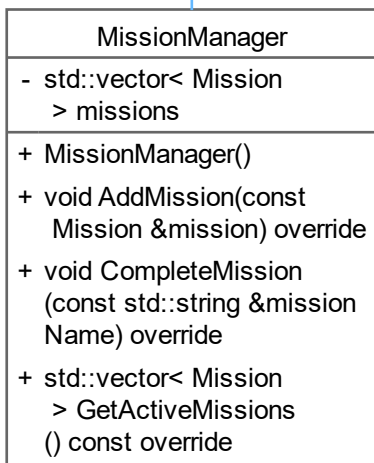 MissionManager
- std::vector< Mission
> missions
+ MissionManager()
+ void AddMission(const
Mission &mission) override
+ void CompleteMission
(const std::string &mission
Name) override
+ std::vector< Mission
> GetActiveMissions
() const override